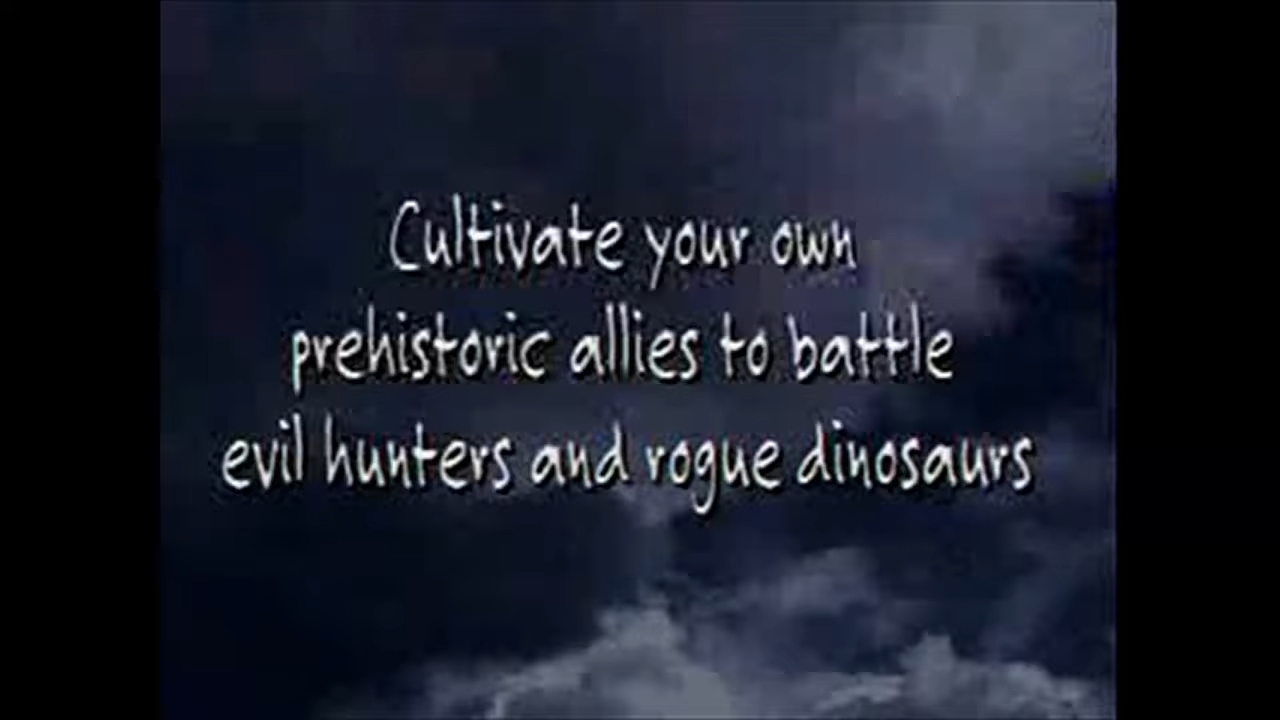 Cultivate your own
prehistoric allies to battle
evil hunters and rogue dinosaurs